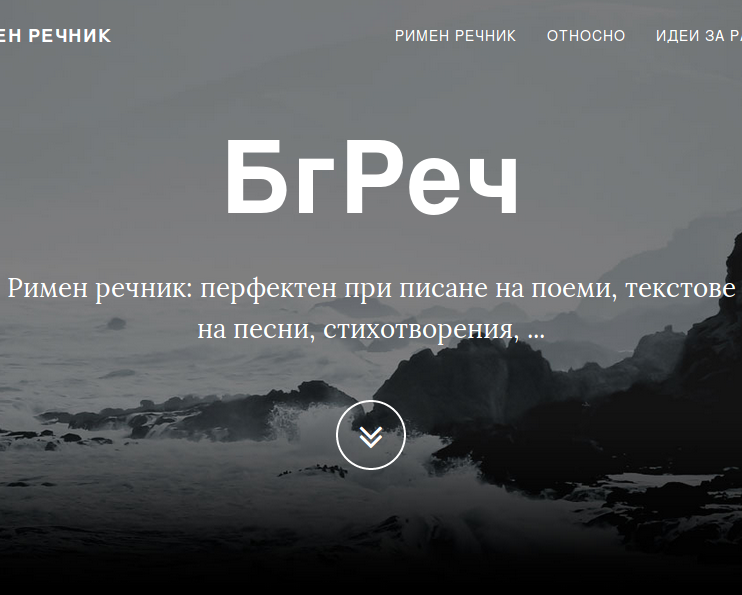 ЕН РЕЧНИК
РИМЕН РЕЧНИК ОТНОСНО ИДЕИ ЗА РА
БгРеч
Римен речник: перфектен при писане на поеми, текстове
на песни, стихотворения, ...